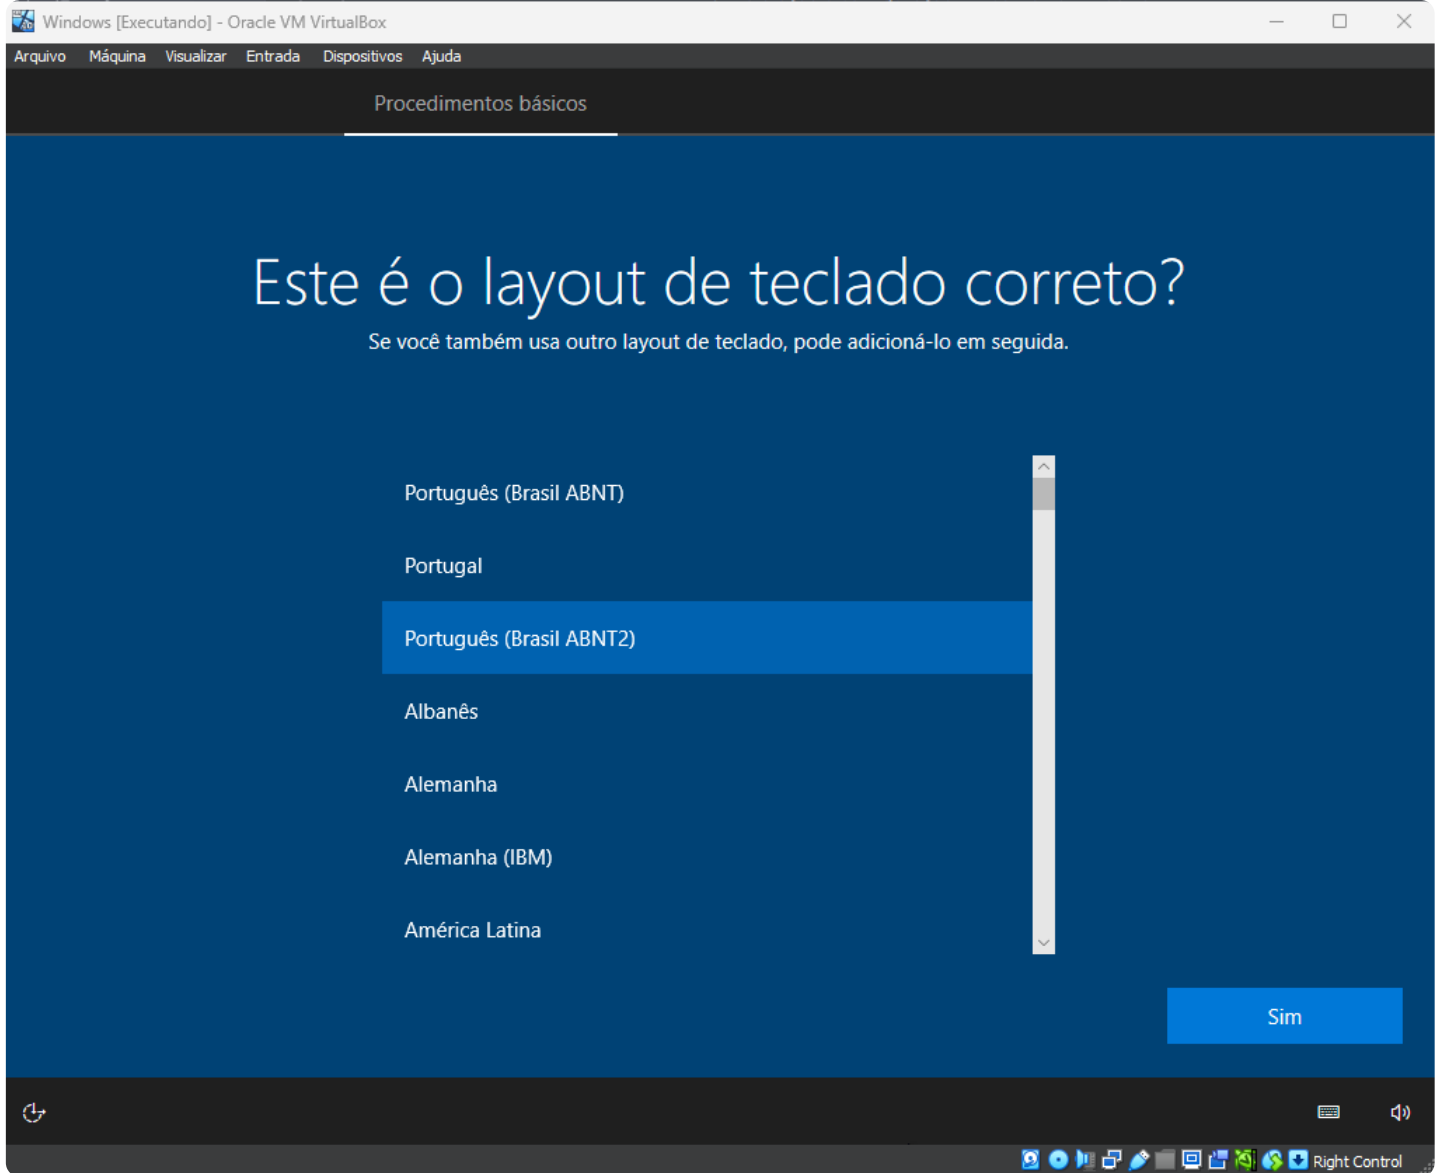 Windows [Executando] - Oracle VM VirtualBox
Arquivo Máquina Visualizar Entrada Dispositivos Ajuda
Procedimentos básicos
Este é o layout de teclado correto?
Se você também usa outro layout de teclado, pode adicioná-lo em seguida.
Português (Brasil ABNT)
Portugal
Português (Brasil ABNT2)
Albanês
Alemanha
Alemanha (IBM)
América Latina
Sim
Right Control